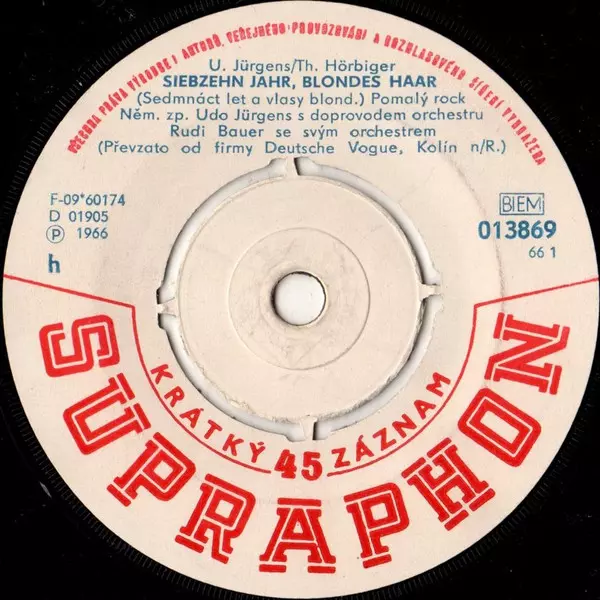 VŠECHNA PRÁVA VÝROBCE I AUTORŮ, VEŘEJNÉHO PROVOZOVÁNÍ A ROZHLASOVÉHO ŠÍŘENÍ VYHRAZENA
U. Jürgens/Th. Hörbiger
SIEBZEHN JAHR, BLONDES HAAR
(Sedmnáct let a vlasy blond.) Pomalý rock
Něm. zp. Udo Jürgens s doprovodem orchestru
Rudi Bauer se svým orchestrem
(Převzato od firmy Deutsche Vogue, Kolín n/R.)
F-09*60174
D 01905
Ⓟ 1966
h
BIEM
013869
66 1
KRÁTKÝ 45 ZÁZNAM
SUPRAPHON